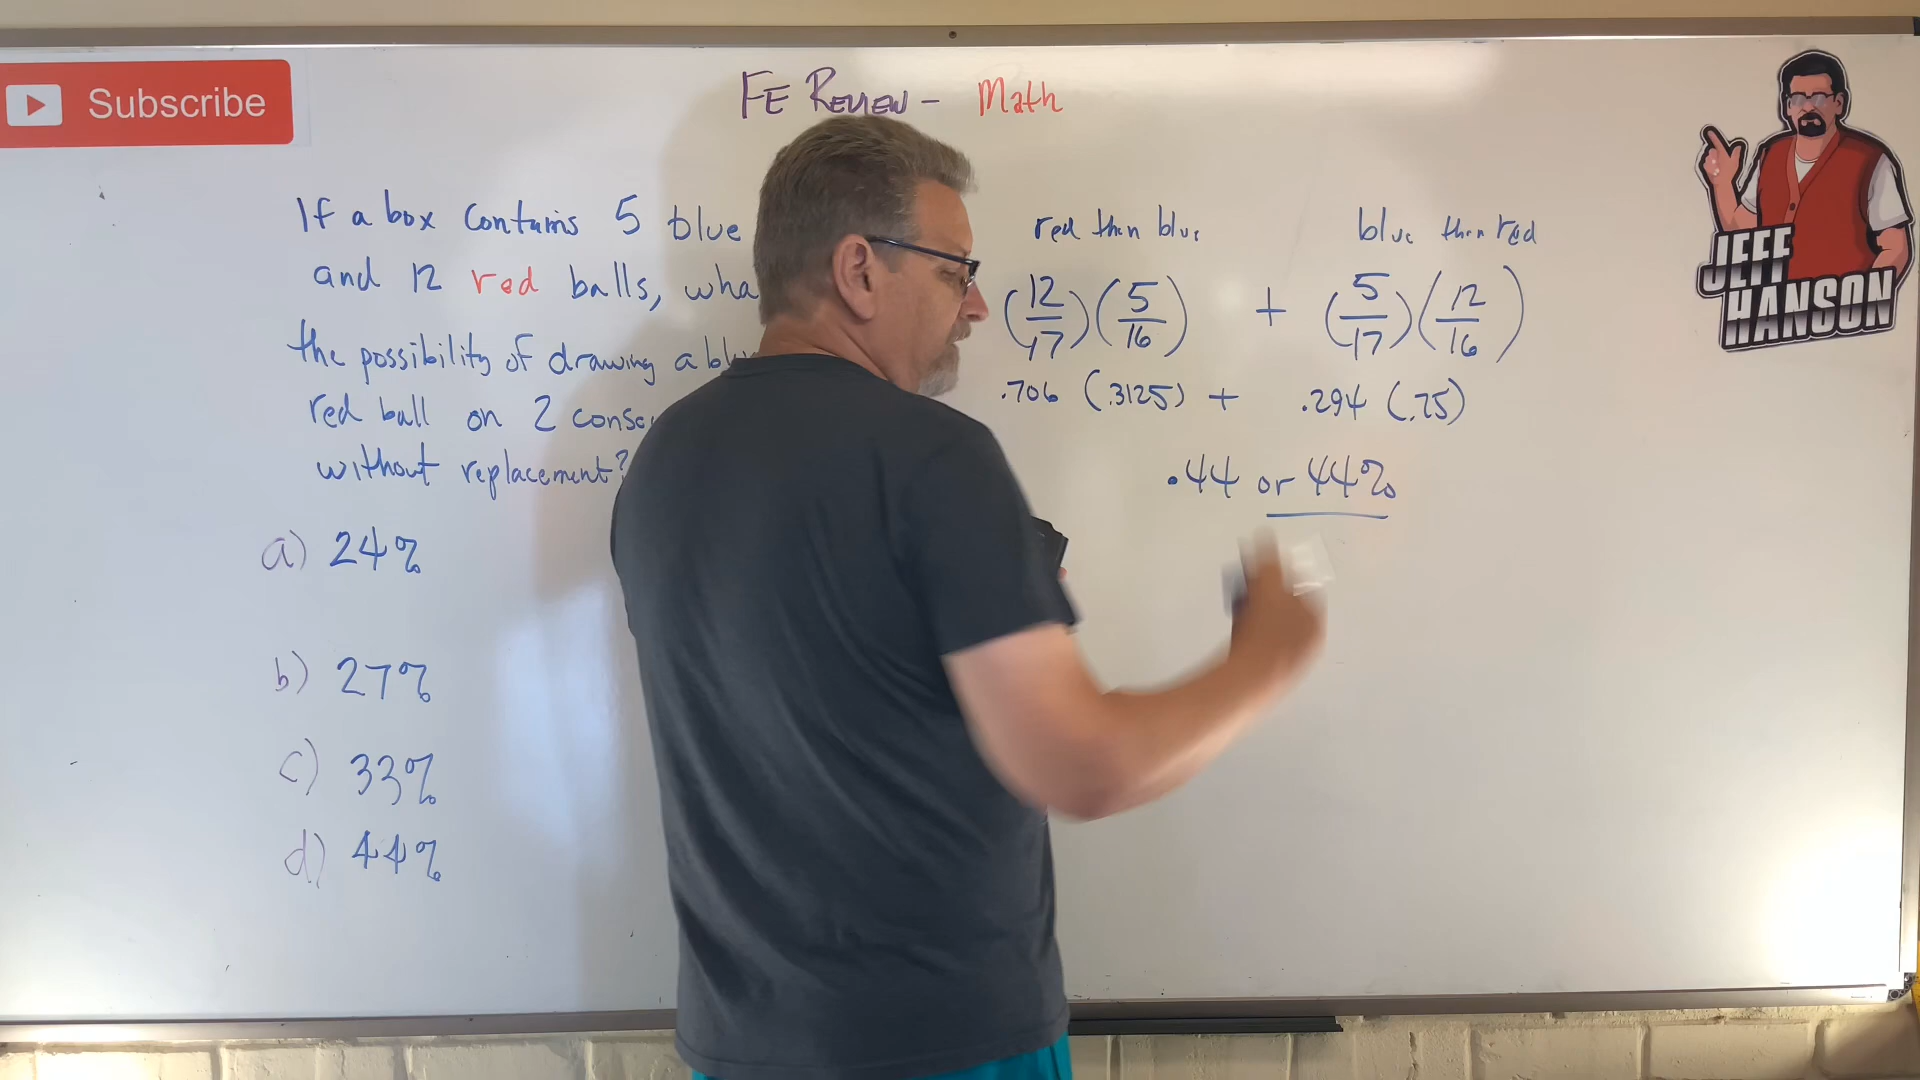 Subscribe
FE REVIEW - Math
If a box contains 5 blue
and 12 red balls,
the possibility of drawing a
red ball on 2
without replacement?
a) 24%
b) 27%
c) 33%
d) 44%
red then blue
blue then red
(12/17)(5/16) + (5/17)(12/16)
.706 (.3125) + .294 (.75)
.44 or 44%
JEFF
HANSON